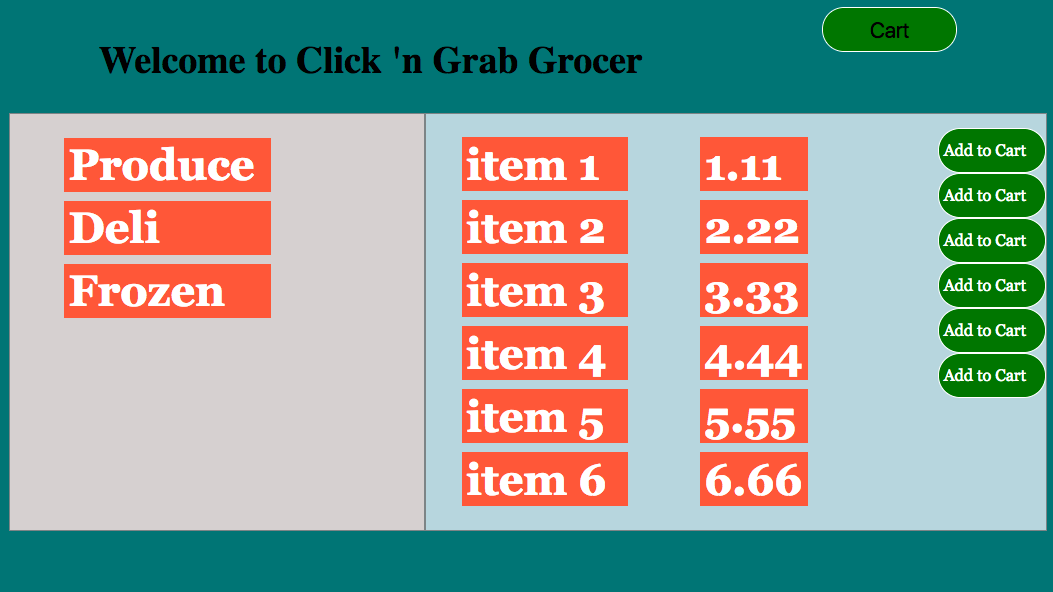 Cart
Welcome to Click 'n Grab Grocer
Produce
Deli
Frozen
item 1 1.11 Add to Cart
item 2 2.22 Add to Cart
item 3 3.33 Add to Cart
item 4 4.44 Add to Cart
item 5 5.55 Add to Cart
item 6 6.66 Add to Cart